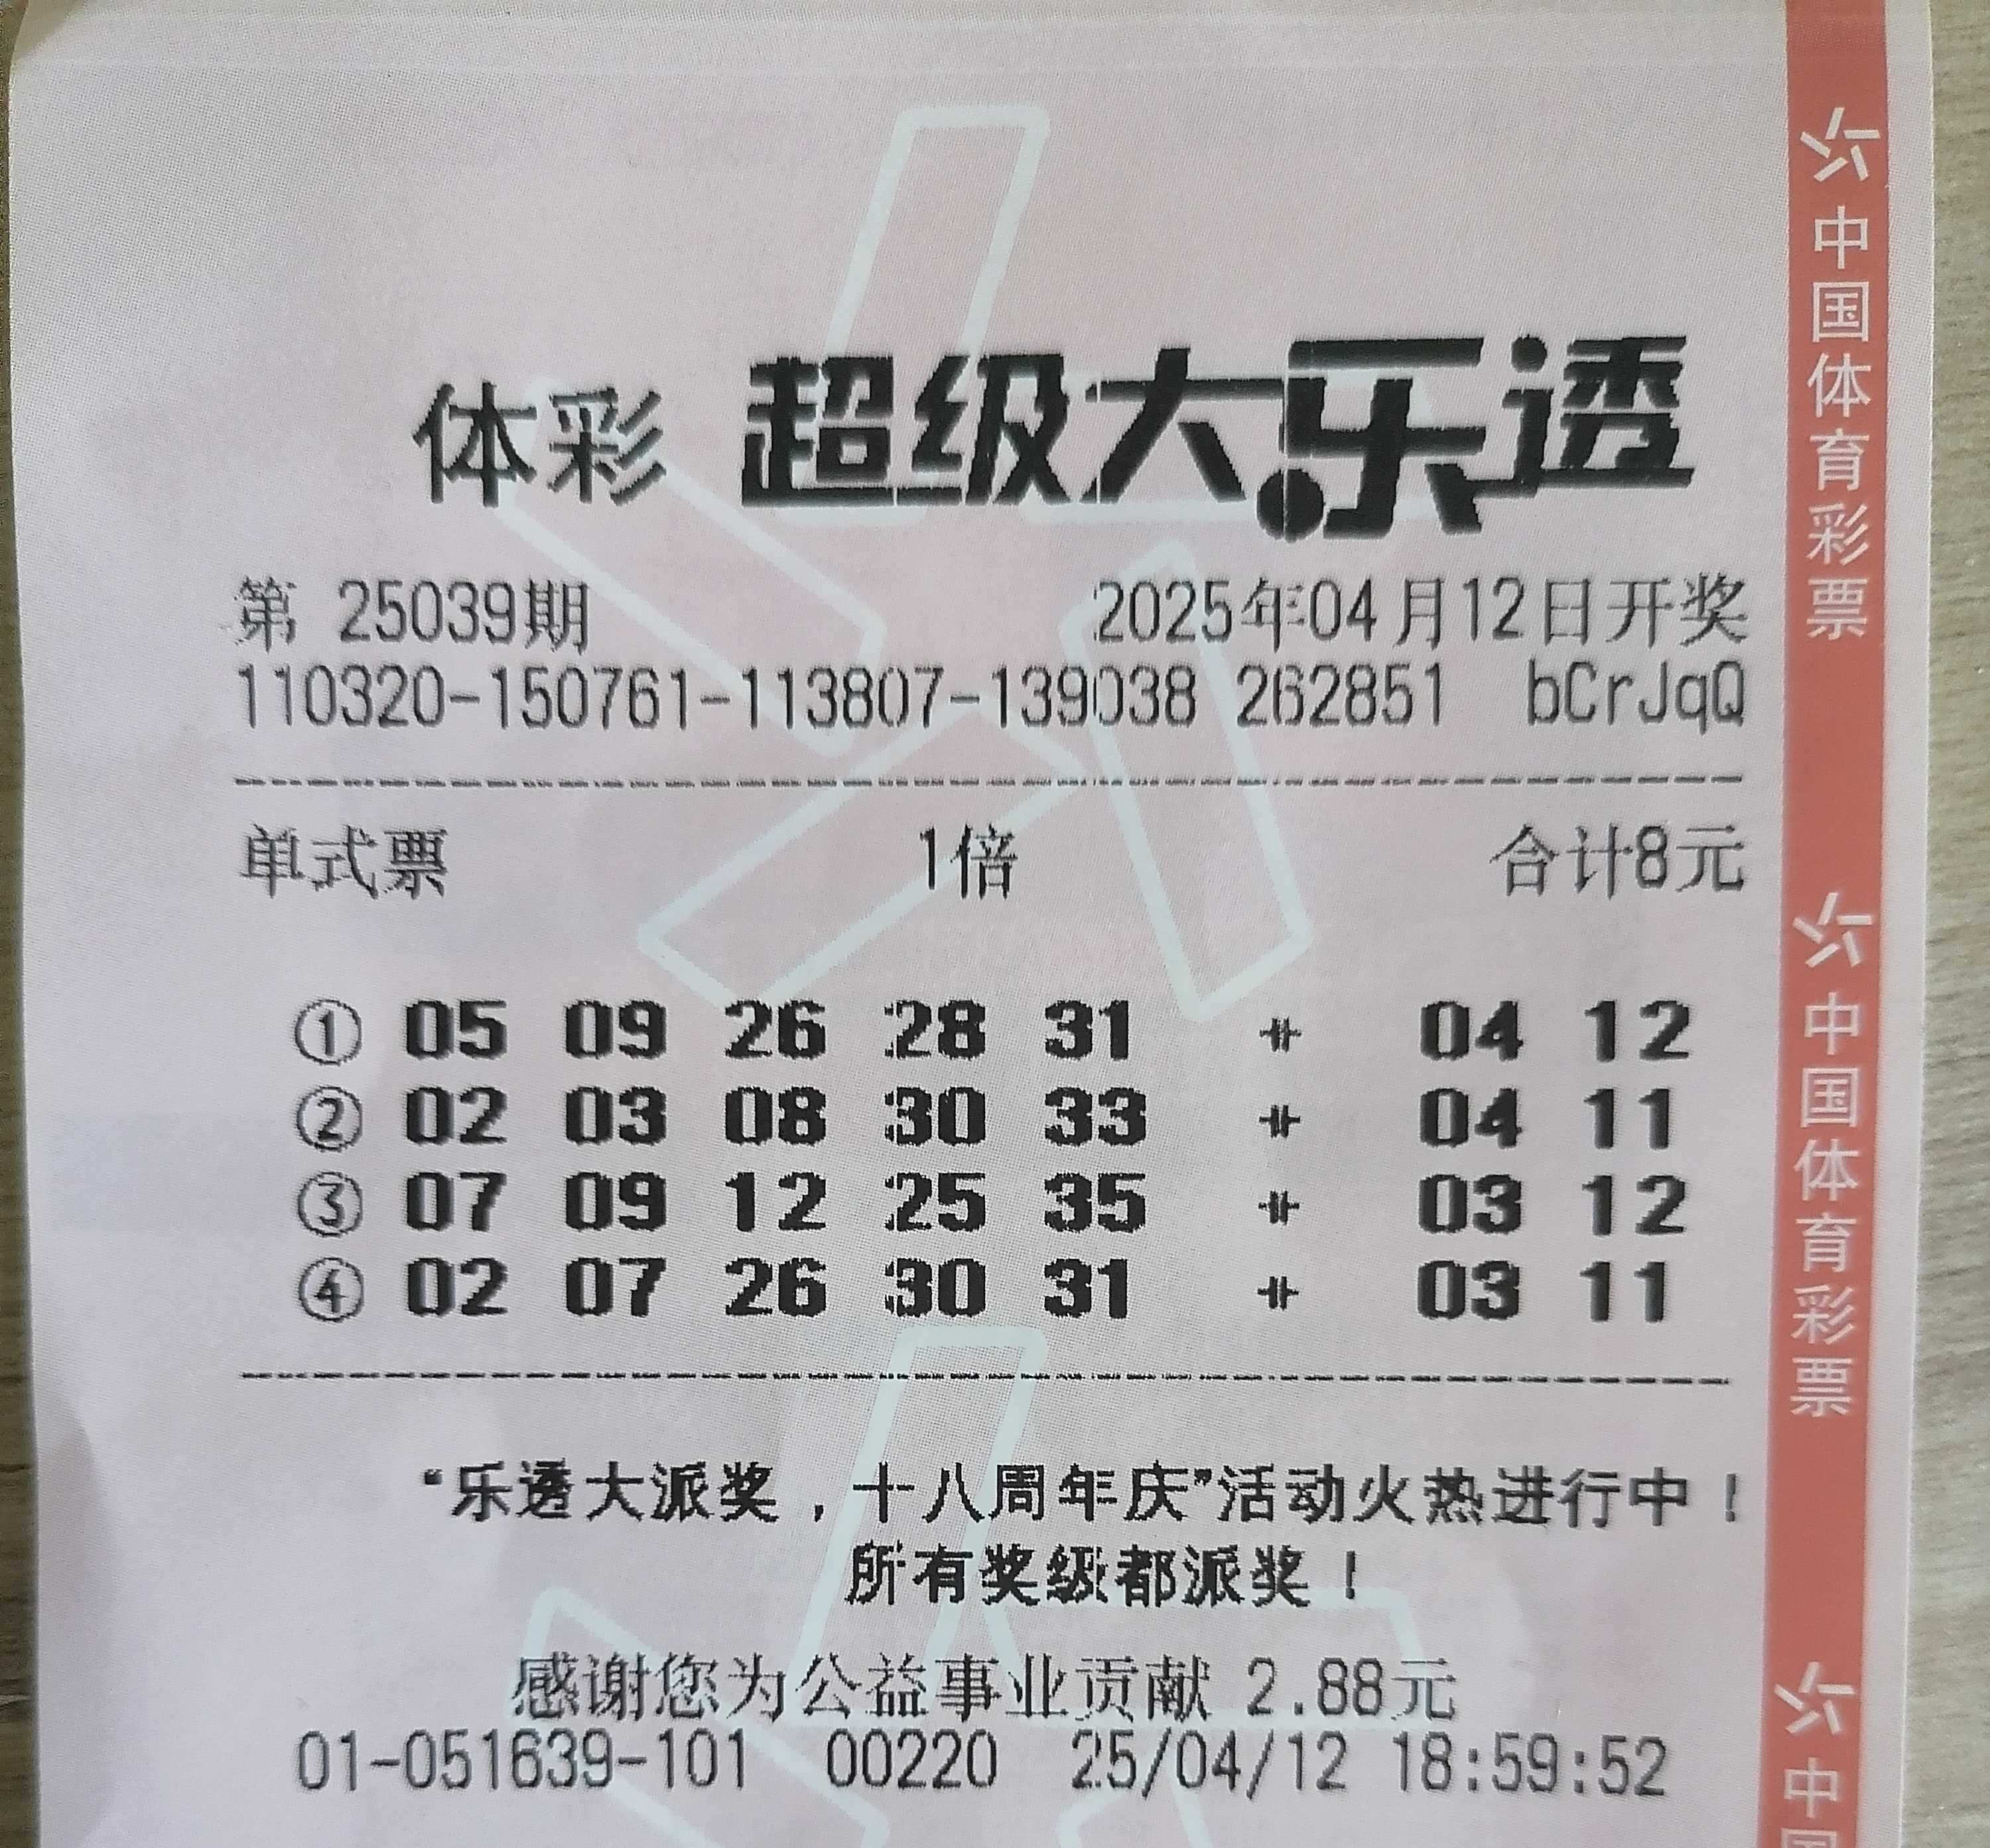 体彩 超级大乐透
第 25039期 2025年04月12日开奖
110320-150761-113807-139038 262851 bCrJqQ
单式票 1倍 合计8元
① 05 09 26 28 31 + 04 12
② 02 03 08 30 33 + 04 11
③ 07 09 12 25 35 + 03 12
④ 02 07 26 30 31 + 03 11
“乐透大派奖，十八周年庆”活动火热进行中！
所有奖级都派奖！
感谢您为公益事业贡献 2.88元
01-051639-101 00220 25/04/12 18:59:52
中国体育彩票
中国体育彩票
中国